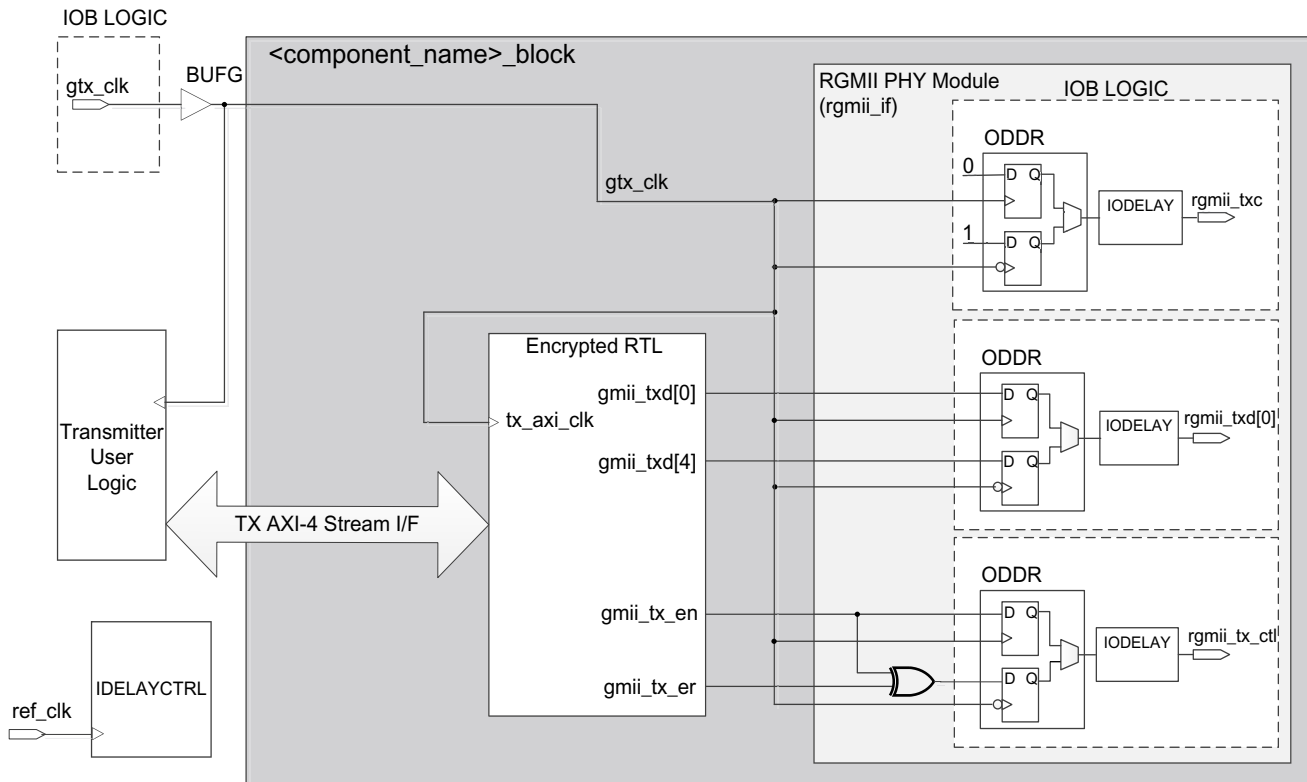 IOB LOGIC
gtx_clk
BUFG
<component_name>_block
RGMII PHY Module
(rgmii_if)
IOB LOGIC
gtx_clk
ODDR
0
D Q
1
D Q
IODELAY
rgmii_txc
Transmitter
User
Logic
TX AXI-4 Stream I/F
Encrypted RTL
tx_axi_clk
gmii_txd[0]
gmii_txd[4]
gmii_tx_en
gmii_tx_er
ODDR
D Q
D Q
IODELAY
rgmii_txd[0]
ODDR
D Q
D Q
IODELAY
rgmii_tx_ctl
IDELAYCTRL
ref_clk